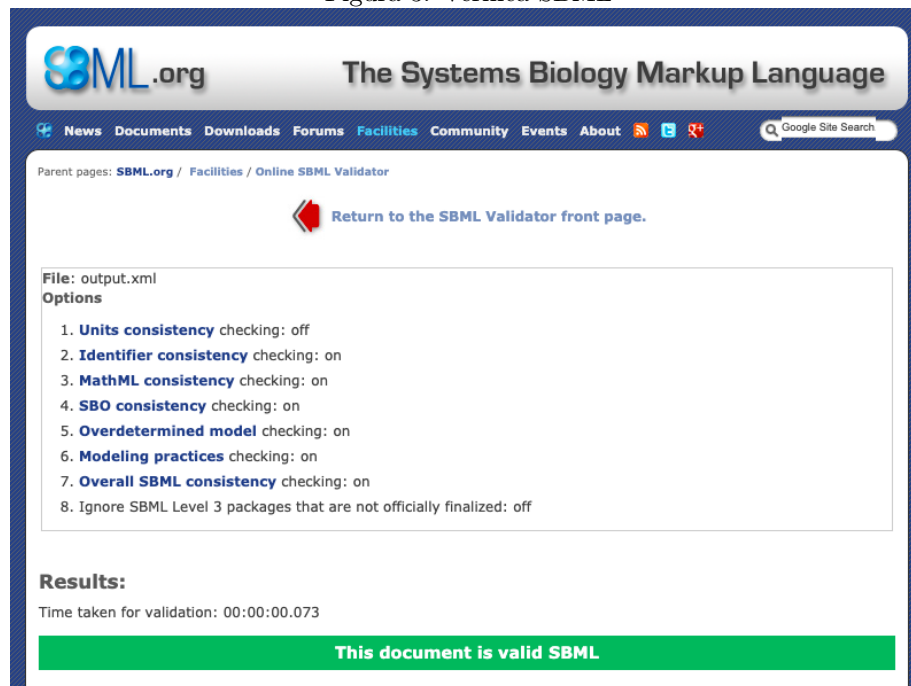 SBML.org The Systems Biology Markup Language
News Documents Downloads Forums Facilities Community Events About Google Site Search
Parent pages: SBML.org / Facilities / Online SBML Validator
Return to the SBML Validator front page.
File: output.xml
Options
1. Units consistency checking: off
2. Identifier consistency checking: on
3. MathML consistency checking: on
4. SBO consistency checking: on
5. Overdetermined model checking: on
6. Modeling practices checking: on
7. Overall SBML consistency checking: on
8. Ignore SBML Level 3 packages that are not officially finalized: off
Results:
Time taken for validation: 00:00:00.073
This document is valid SBML